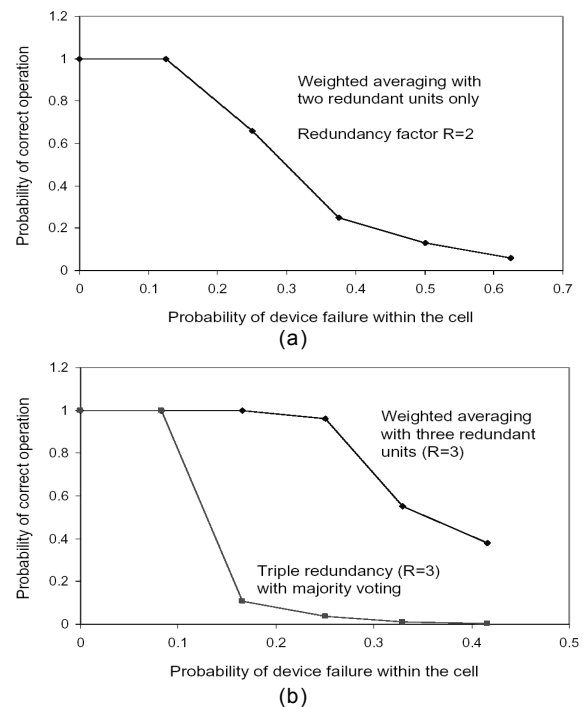 1.2
1
0.8
0.6
0.4
0.2
0
Probability of correct operation
Weighted averaging with
two redundant units only
Redundancy factor R=2
0 0.1 0.2 0.3 0.4 0.5 0.6 0.7
Probability of device failure within the cell
(a)
1.2
1
0.8
0.6
0.4
0.2
0
Probability of correct operation
Weighted averaging
with three redundant
units (R=3)
Triple redundancy (R=3)
with majority voting
0 0.1 0.2 0.3 0.4 0.5
Probability of device failure within the cell
(b)